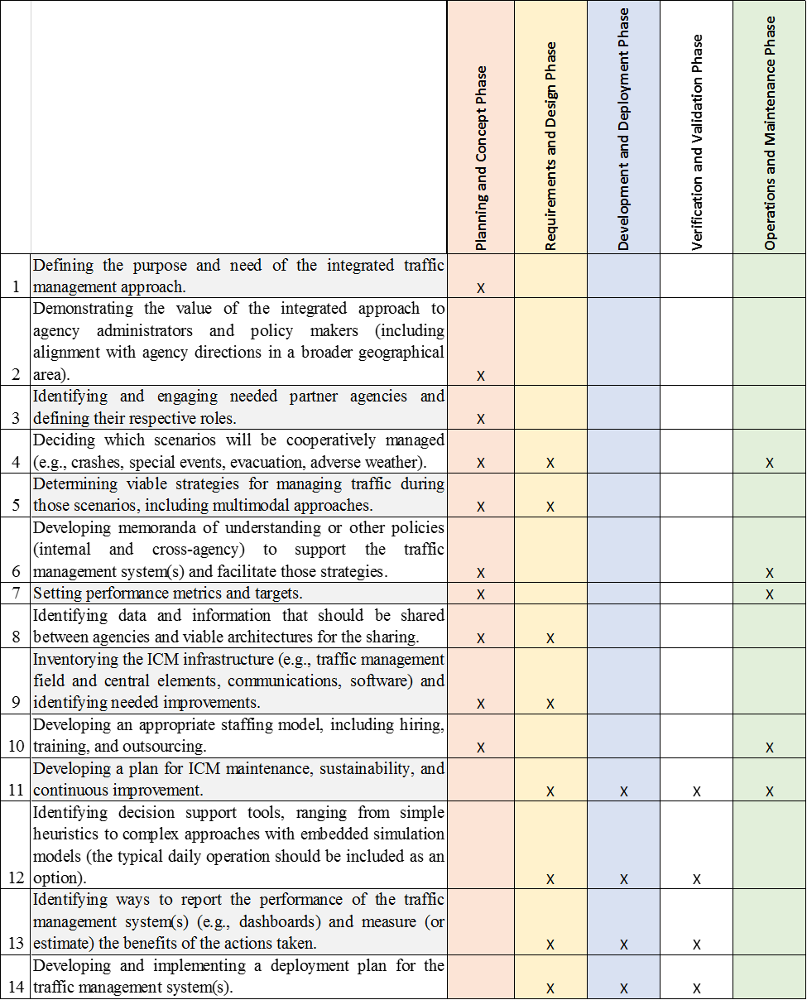 Planning and Concept Phase
Requirements and Design Phase
Development and Deployment Phase
Verification and Validation Phase
Operations and Maintenance Phase
Defining the purpose and need of the integrated traffic
1 management approach. X
Demonstrating the value of the integrated approach to
agency administrators and policy makers (including
alignment with agency directions in a broader geographical
2 area). X
Identifying and engaging needed partner agencies and
3 defining their respective roles. X
Deciding which scenarios will be cooperatively managed
4 (e.g., crashes, special events, evacuation, adverse weather). X X X
Determining viable strategies for managing traffic during
5 those scenarios, including multimodal approaches. X X
Developing memoranda of understanding or other policies
(internal and cross-agency) to support the traffic
6 management system(s) and facilitate those strategies. X X
7 Setting performance metrics and targets. X X
Identifying data and information that should be shared
8 between agencies and viable architectures for the sharing. X X
Inventorying the ICM infrastructure (e.g., traffic management
field and central elements, communications, software) and
9 identifying needed improvements. X X
Developing an appropriate staffing model, including hiring,
10 training, and outsourcing. X X
Developing a plan for ICM maintenance, sustainability, and
11 continuous improvement. X X X X
Identifying decision support tools, ranging from simple
heuristics to complex approaches with embedded simulation
models (the typical daily operation should be included as an
12 option). X X X
Identifying ways to report the performance of the traffic
management system(s) (e.g., dashboards) and measure (or
13 estimate) the benefits of the actions taken. X X X
Developing and implementing a deployment plan for the
14 traffic management system(s). X X X